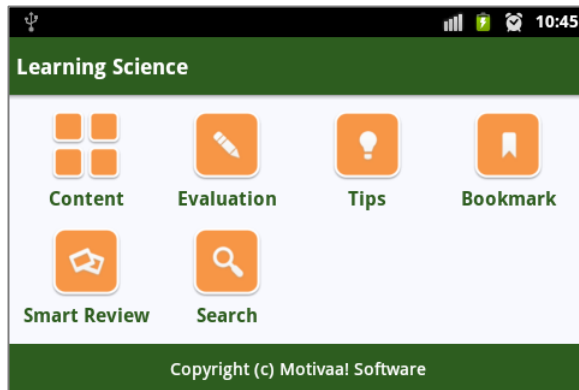 10:45
Learning Science
Content Evaluation Tips Bookmark
Smart Review Search
Copyright (c) Motivaa! Software